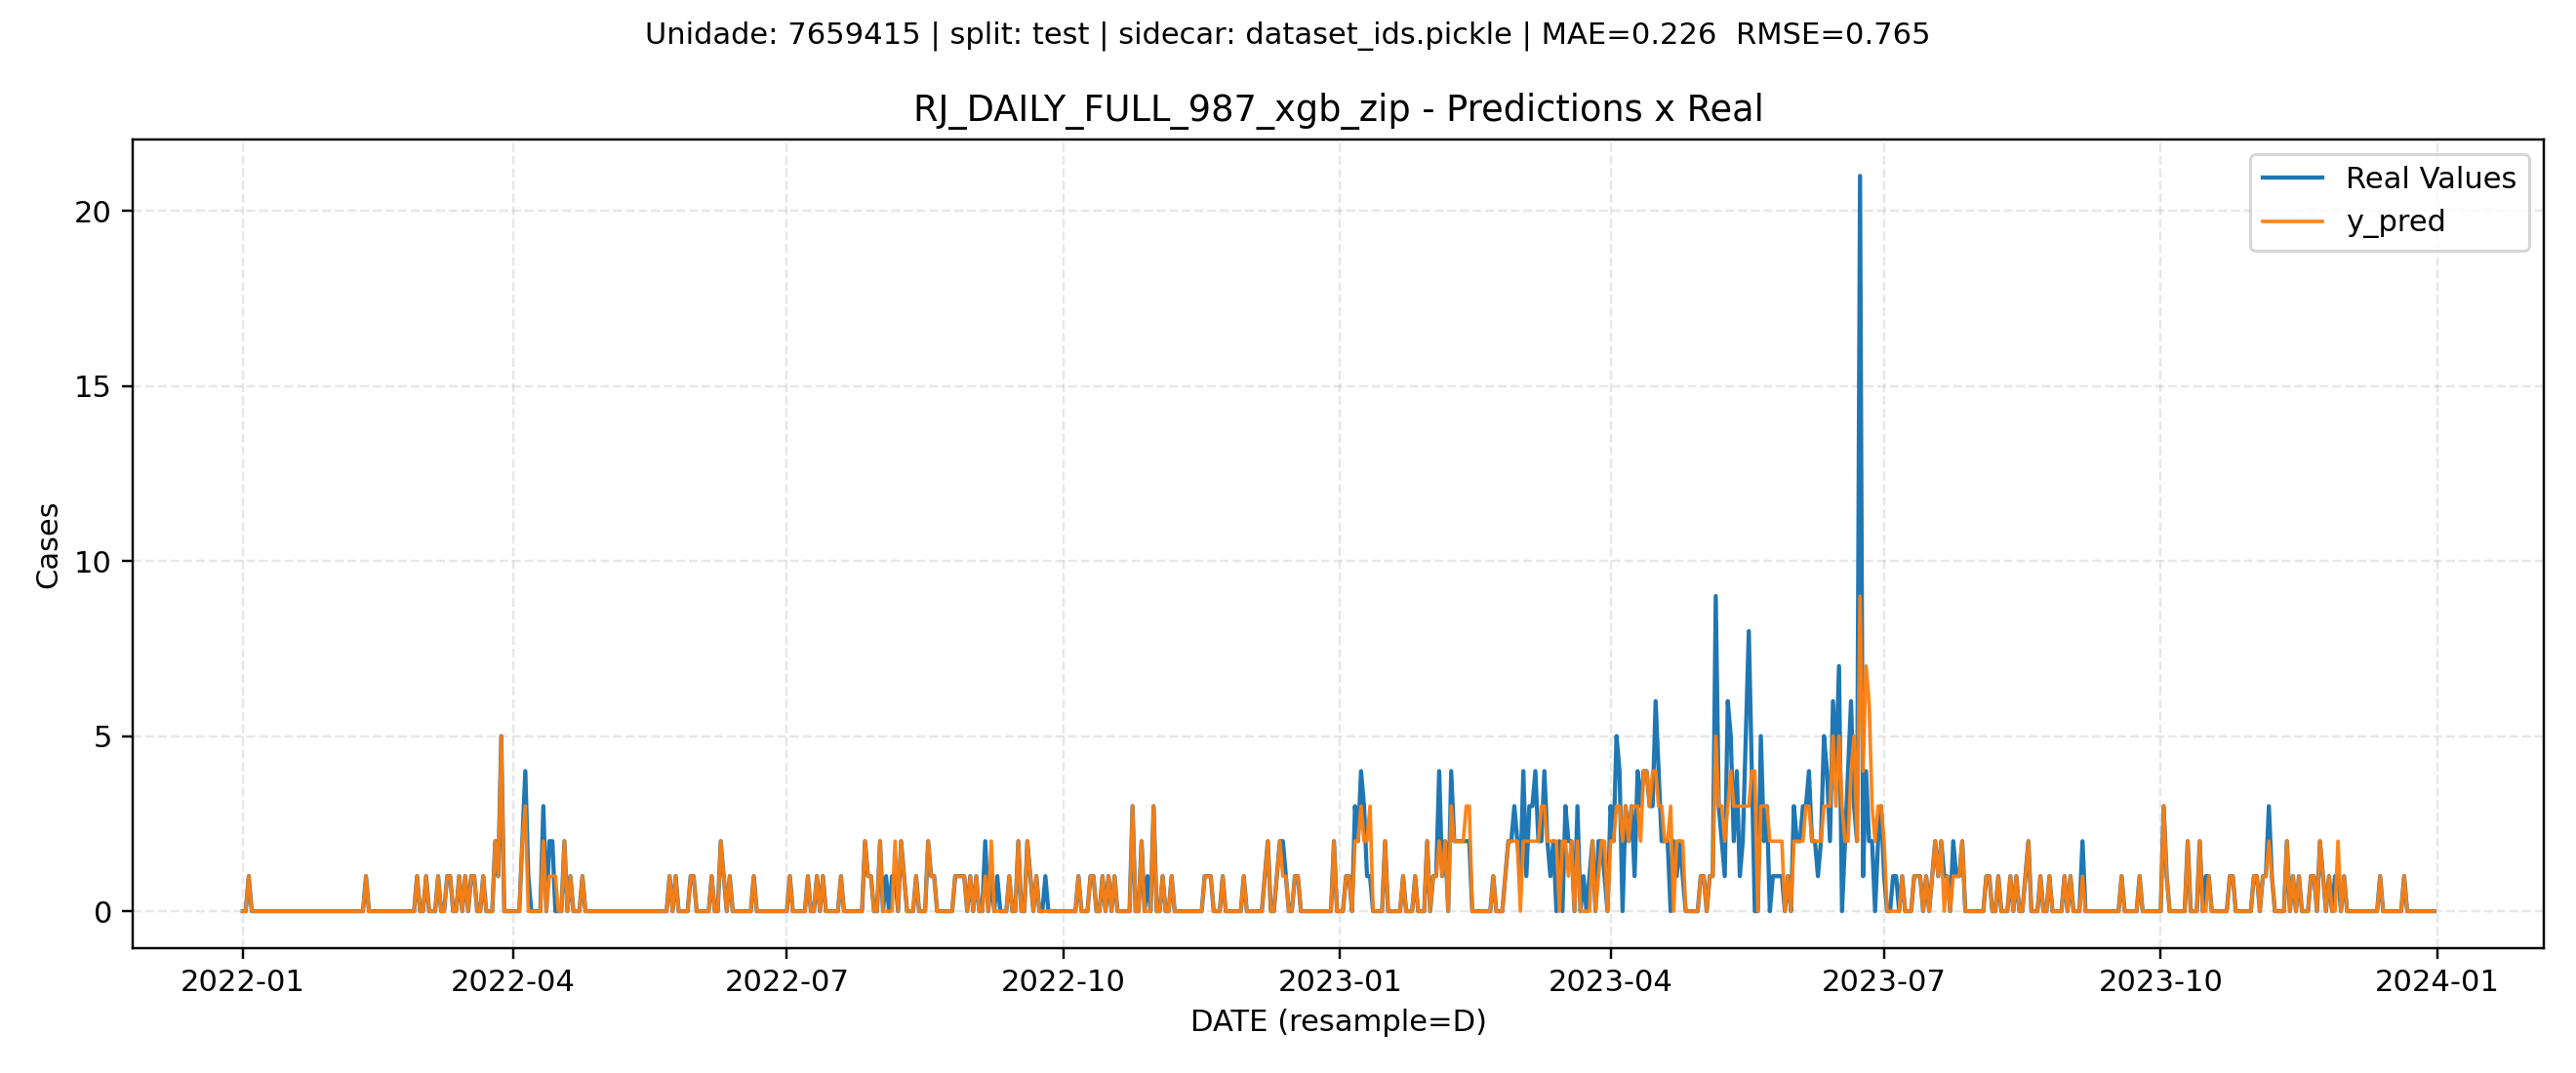 Unidade: 7659415 | split: test | sidecar: dataset_ids.pickle | MAE=0.226  RMSE=0.765
RJ_DAILY_FULL_987_xgb_zip - Predictions x Real
Real Values
y_pred
20
15
10
5
0
Cases
2022-01
2022-04
2022-07
2022-10
2023-01
2023-04
2023-07
2023-10
2024-01
DATE (resample=D)